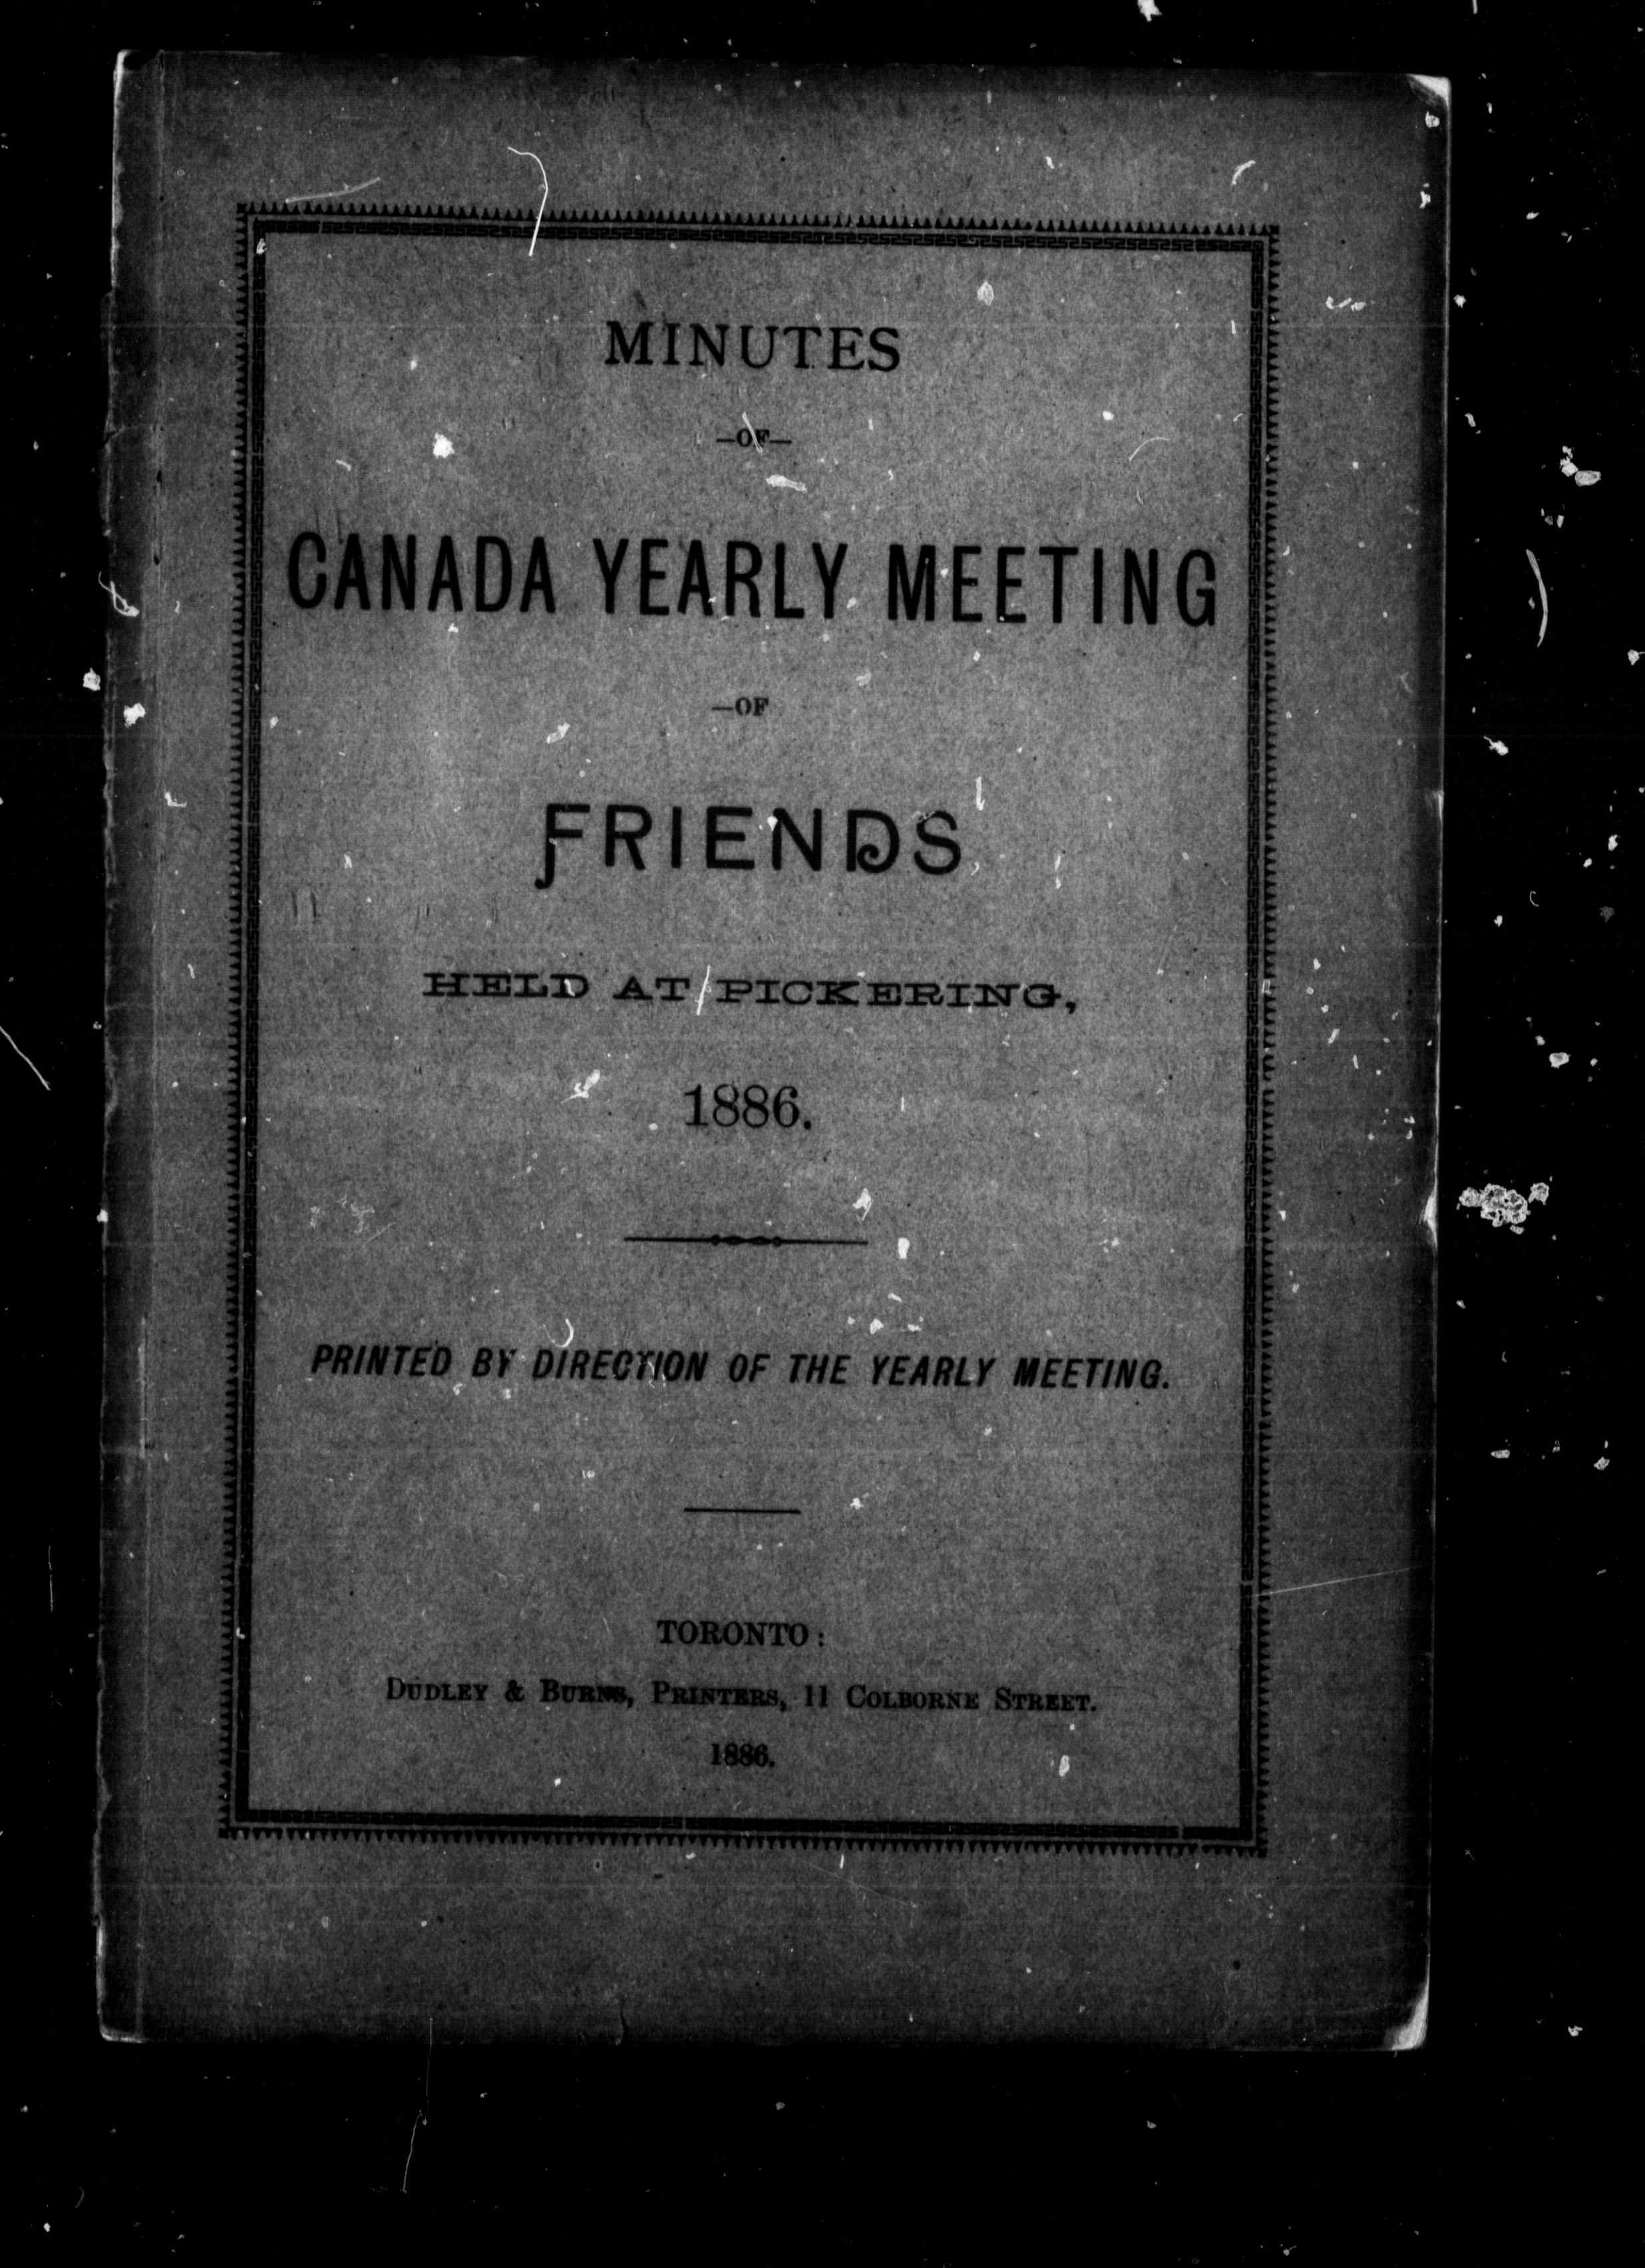 MINUTES
—OF—
CANADA YEARLY MEETING
—OF
FRIENDS
HELD AT PICKERING,
1886.
PRINTED BY DIRECTION OF THE YEARLY MEETING.
TORONTO:
DUDLEY & BURNS, PRINTERS, 11 COLBORNE STREET.
1886.